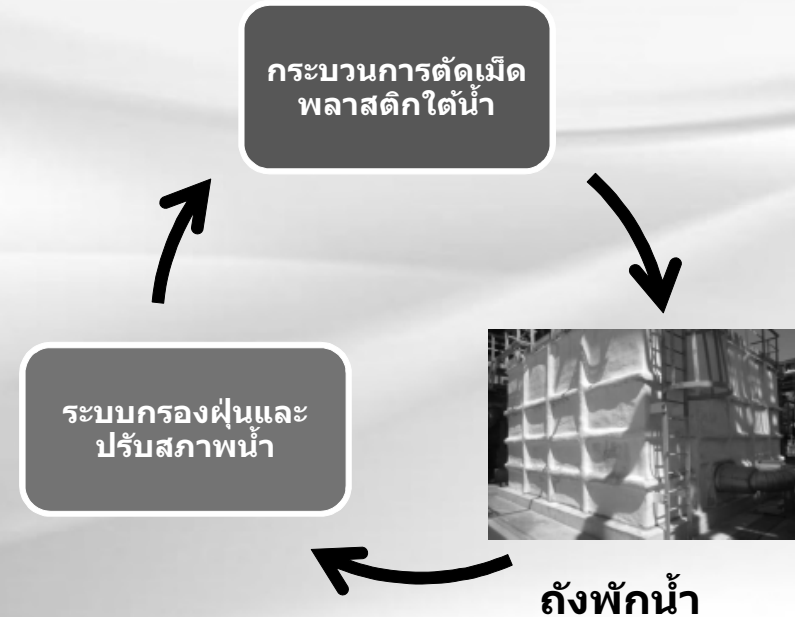 กระบวนการตัดเม็ด
พลาสติกใต้น้ำ
ระบบกรองฝุ่นและ
ปรับสภาพน้ำ
ถังพักน้ำ